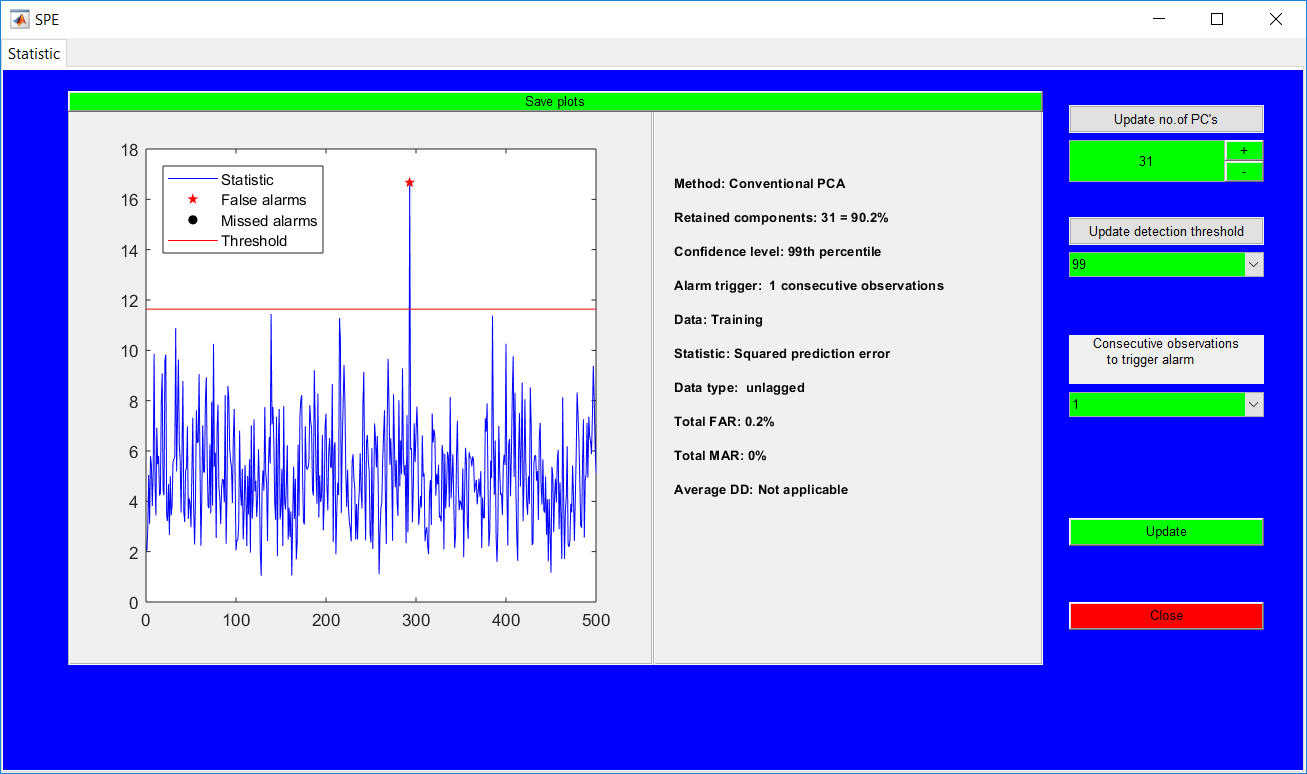 SPE
Statistic
Save plots
18
16
14
12
10
8
6
4
2
0
0 100 200 300 400 500
Statistic
False alarms
Missed alarms
Threshold
Method: Conventional PCA
Retained components: 31 = 90.2%
Confidence level: 99th percentile
Alarm trigger:  1 consecutive observations
Data: Training
Statistic: Squared prediction error
Data type:  unlagged
Total FAR: 0.2%
Total MAR: 0%
Average DD: Not applicable
Update no.of PC's
31
+
-
Update detection threshold
99
Consecutive observations
to trigger alarm
1
Update
Close